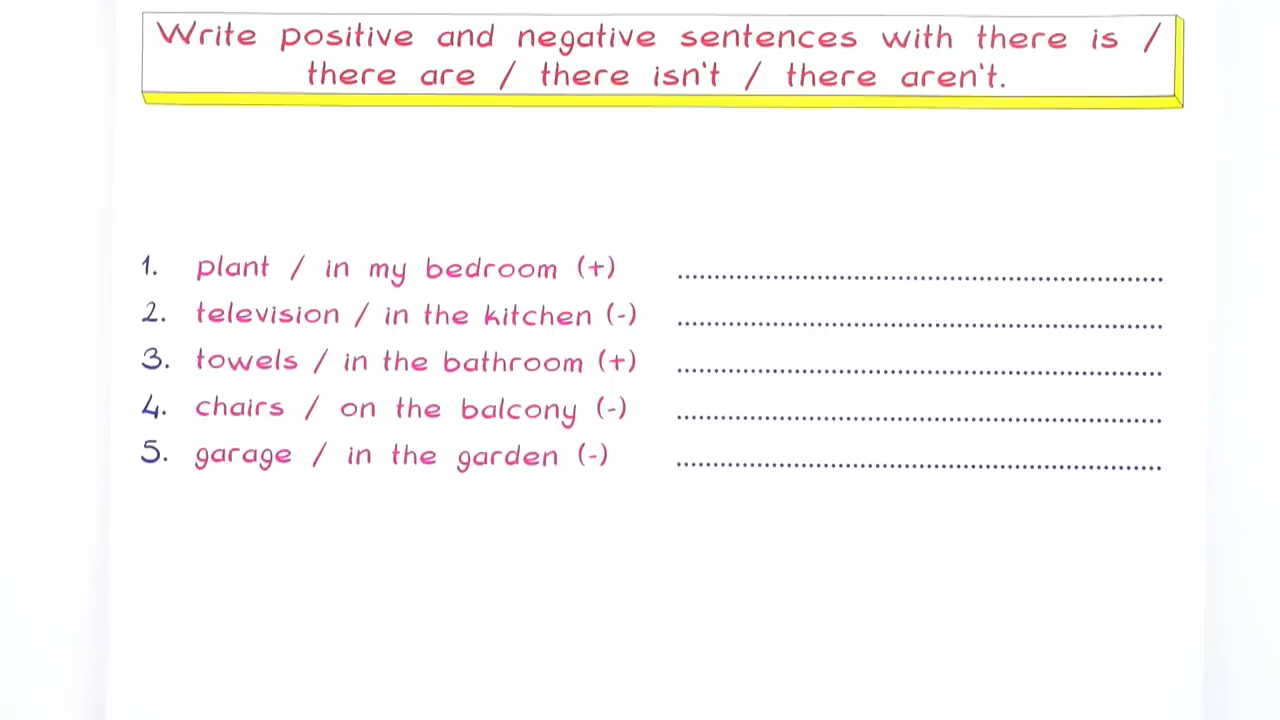 Write positive and negative sentences with there is /
there are / there isn't / there aren't.
1. plant / in my bedroom (+) ............................................................
2. television / in the kitchen (-) ............................................................
3. towels / in the bathroom (+) ............................................................
4. chairs / on the balcony (-) ............................................................
5. garage / in the garden (-) ............................................................